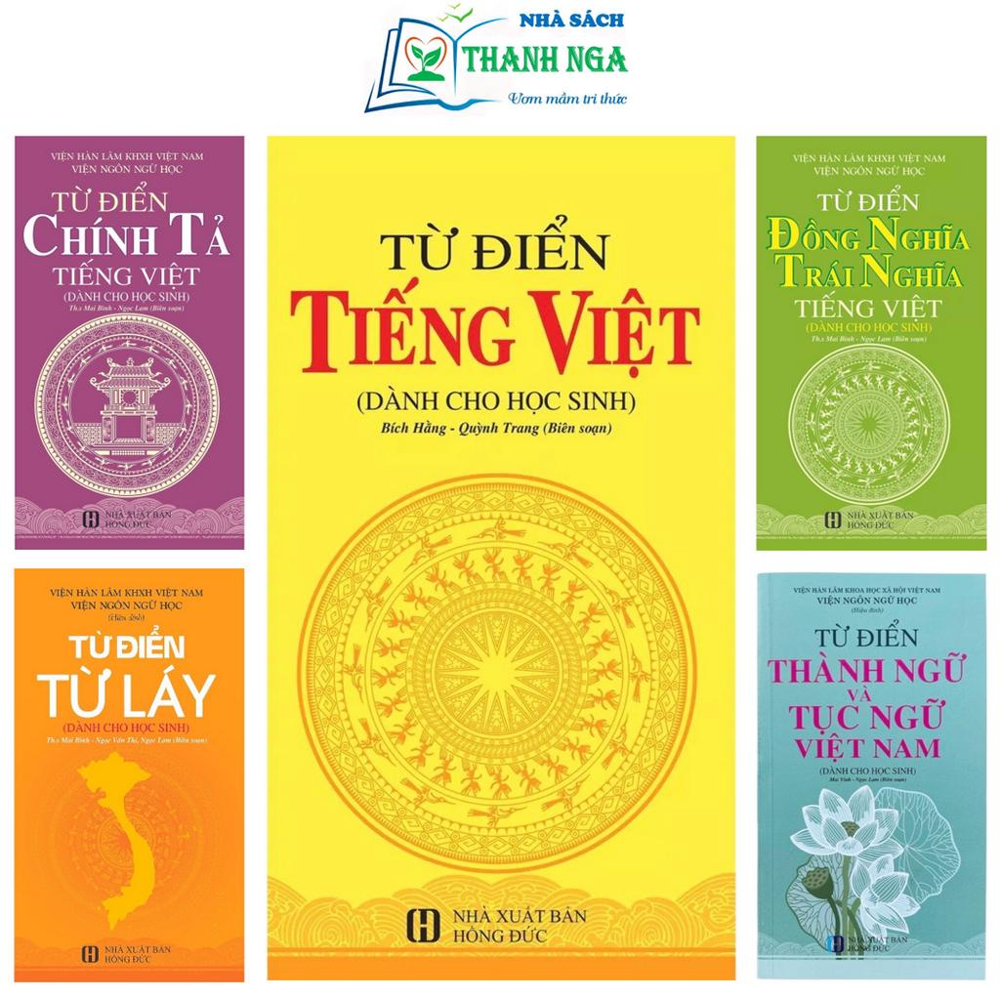 NHÀ SÁCH
THANH NGA
Ươm mầm tri thức
VIỆN HÀN LÂM KHXH VIỆT NAM
VIỆN NGÔN NGỮ HỌC
TỪ ĐIỂN
CHÍNH TẢ
TIẾNG VIỆT
(DÀNH CHO HỌC SINH)
Th.s Mai Bình - Ngọc Lam (Biên soạn)
NHÀ XUẤT BẢN
HỒNG ĐỨC
TỪ ĐIỂN
TIẾNG VIỆT
(DÀNH CHO HỌC SINH)
Bích Hằng - Quỳnh Trang (Biên soạn)
NHÀ XUẤT BẢN
HỒNG ĐỨC
VIỆN HÀN LÂM KHXH VIỆT NAM
VIỆN NGÔN NGỮ HỌC
TỪ ĐIỂN
ĐỒNG NGHĨA
TRÁI NGHĨA
TIẾNG VIỆT
(DÀNH CHO HỌC SINH)
Th.s Mai Bình - Ngọc Lam (Biên soạn)
NHÀ XUẤT BẢN
HỒNG ĐỨC
VIỆN HÀN LÂM KHXH VIỆT NAM
VIỆN NGÔN NGỮ HỌC
(Hiệu đính)
TỪ ĐIỂN
TỪ LÁY
(DÀNH CHO HỌC SINH)
Th.s Mai Bình - Ngọc Vân Thi, Ngọc Lam (Biên soạn)
NHÀ XUẤT BẢN
HỒNG ĐỨC
VIỆN HÀN LÂM KHOA HỌC XÃ HỘI VIỆT NAM
VIỆN NGÔN NGỮ HỌC
(Hiệu đính)
TỪ ĐIỂN
THÀNH NGỮ
VÀ
TỤC NGỮ
VIỆT NAM
(DÀNH CHO HỌC SINH)
Mai Vinh - Ngọc Lam (Biên soạn)
NHÀ XUẤT BẢN
HỒNG ĐỨC